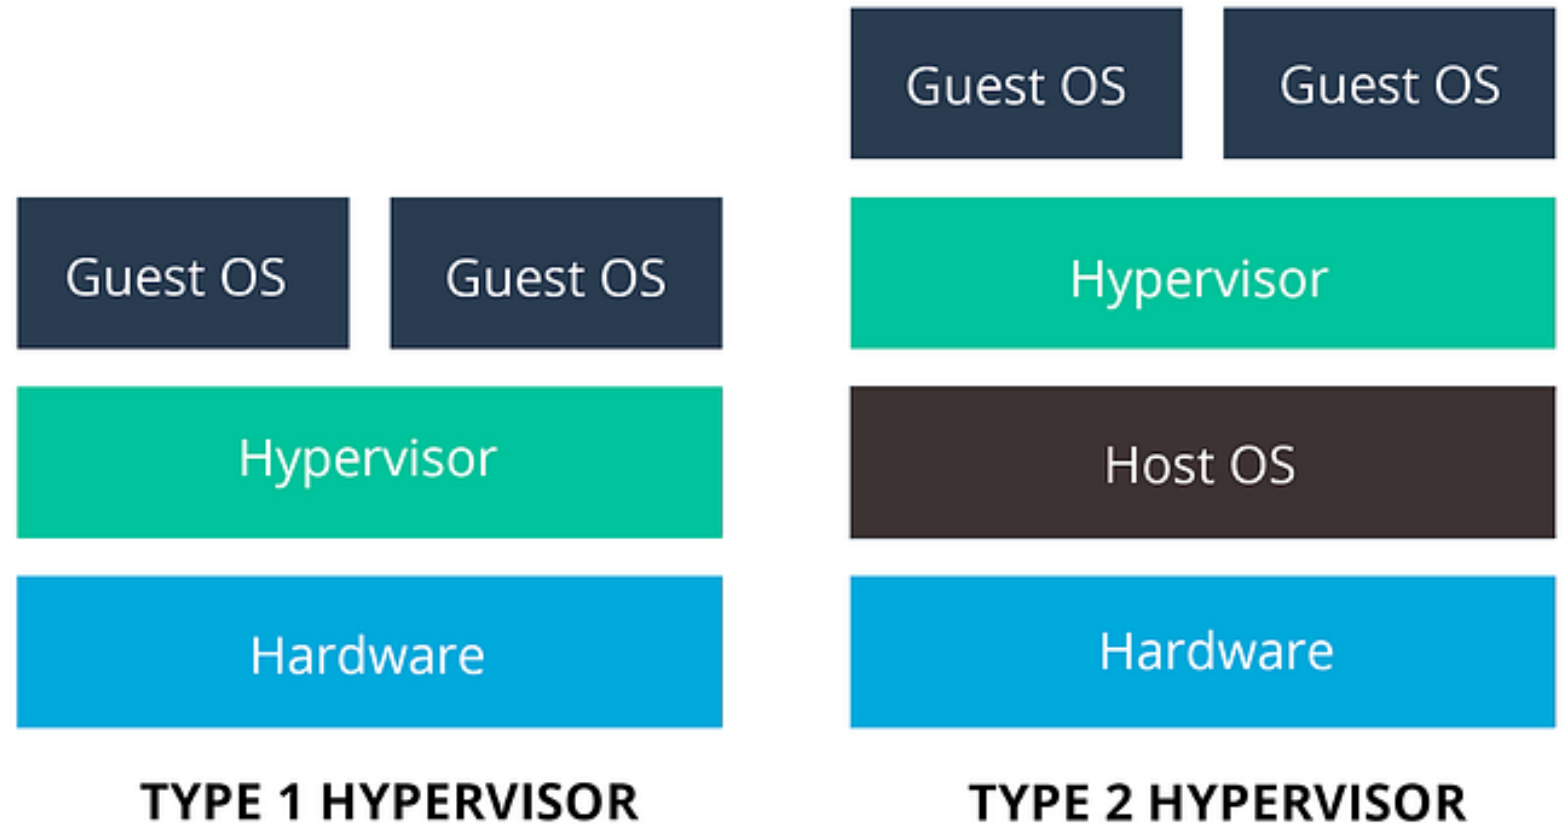 Guest OS
Guest OS
Hypervisor
Hardware
TYPE 1 HYPERVISOR
Guest OS
Guest OS
Hypervisor
Host OS
Hardware
TYPE 2 HYPERVISOR